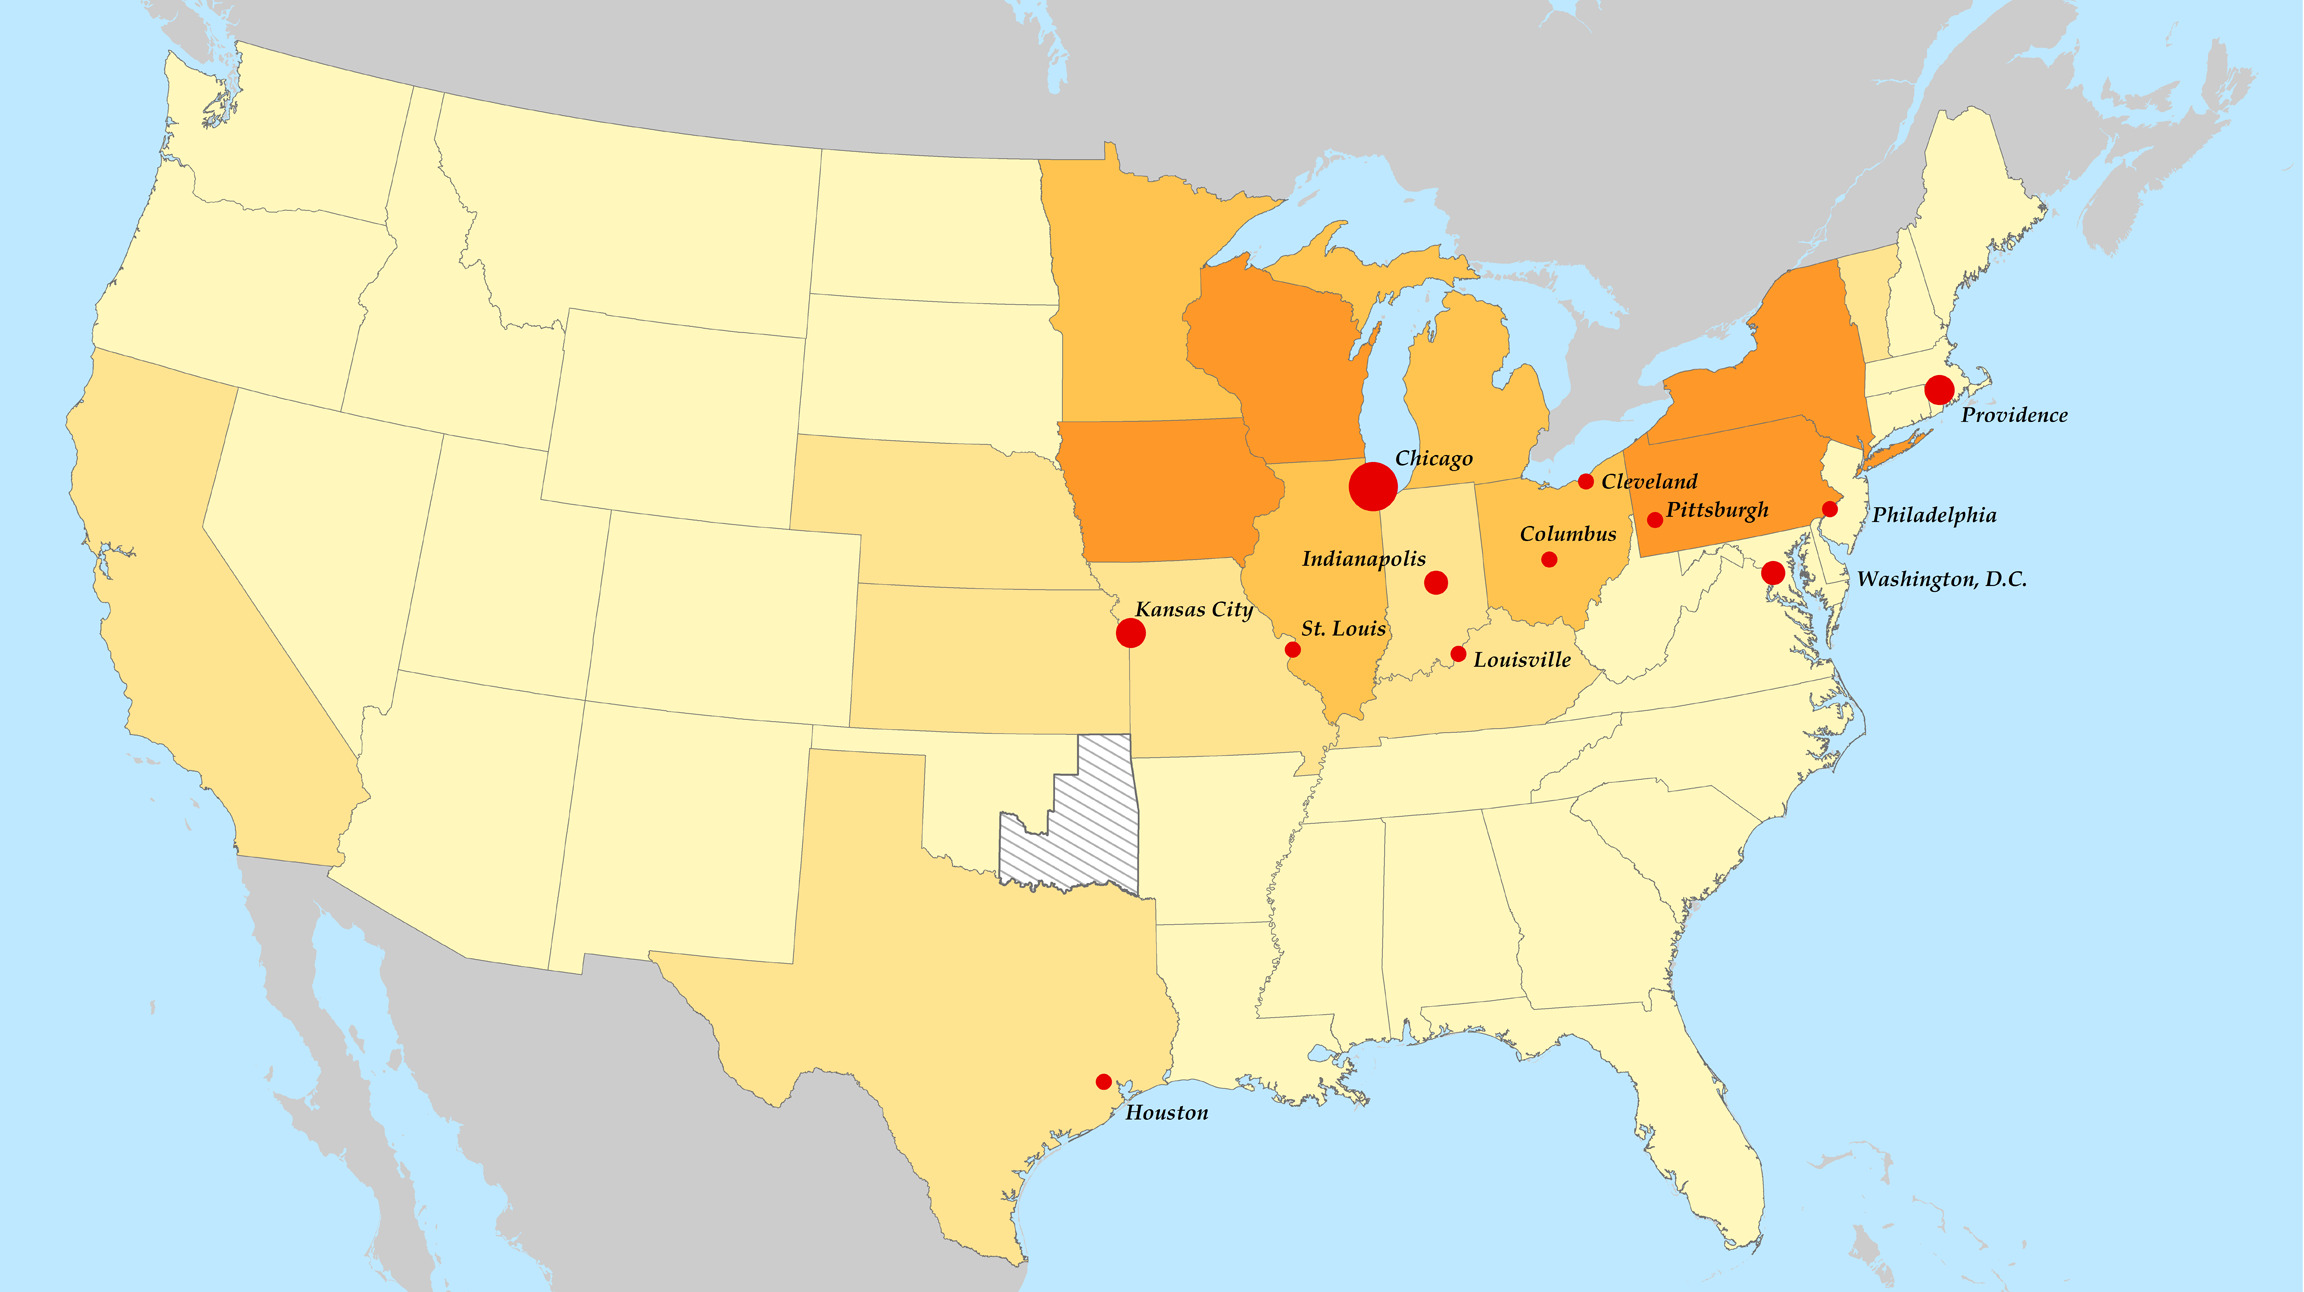 Providence
Chicago
Cleveland
Pittsburgh
Philadelphia
Columbus
Indianapolis
Washington, D.C.
Kansas City
St. Louis
Louisville
Houston